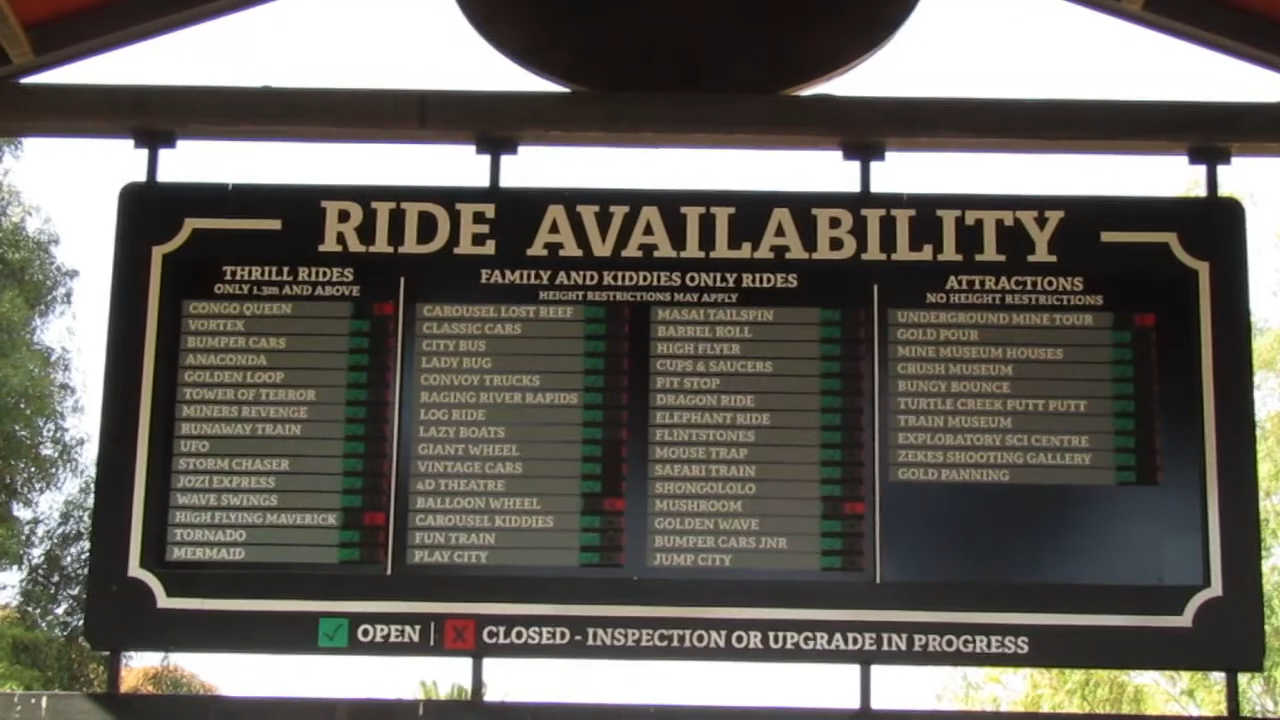 RIDE AVAILABILITY
THRILL RIDES
ONLY 1.3m AND ABOVE
CONGO QUEEN
VORTEX
BUMPER CARS
ANACONDA
GOLDEN LOOP
TOWER OF TERROR
MINERS REVENGE
RUNAWAY TRAIN
UFO
STORM CHASER
JOZI EXPRESS
WAVE SWINGS
HIGH FLYING MAVERICK
TORNADO
MERMAID
FAMILY AND KIDDIES ONLY RIDES
HEIGHT RESTRICTIONS MAY APPLY
CAROUSEL LOST REEF
CLASSIC CARS
CITY BUS
LADY BUG
CONVOY TRUCKS
RAGING RIVER RAPIDS
LOG RIDE
LAZY BOATS
GIANT WHEEL
VINTAGE CARS
4D THEATRE
BALLOON WHEEL
CAROUSEL KIDDIES
FUN TRAIN
PLAY CITY
MASAI TAILSPIN
BARREL ROLL
HIGH FLYER
CUPS & SAUCERS
PIT STOP
DRAGON RIDE
ELEPHANT RIDE
FLINTSTONES
MOUSE TRAP
SAFARI TRAIN
SHONGOLOLO
MUSHROOM
GOLDEN WAVE
BUMPER CARS JNR
JUMP CITY
ATTRACTIONS
NO HEIGHT RESTRICTIONS
UNDERGROUND MINE TOUR
GOLD POUR
MINE MUSEUM HOUSES
CRUSH MUSEUM
BUNGY BOUNCE
TURTLE CREEK PUTT PUTT
TRAIN MUSEUM
EXPLORATORY SCI CENTRE
ZEKES SHOOTING GALLERY
GOLD PANNING
OPEN | X CLOSED - INSPECTION OR UPGRADE IN PROGRESS